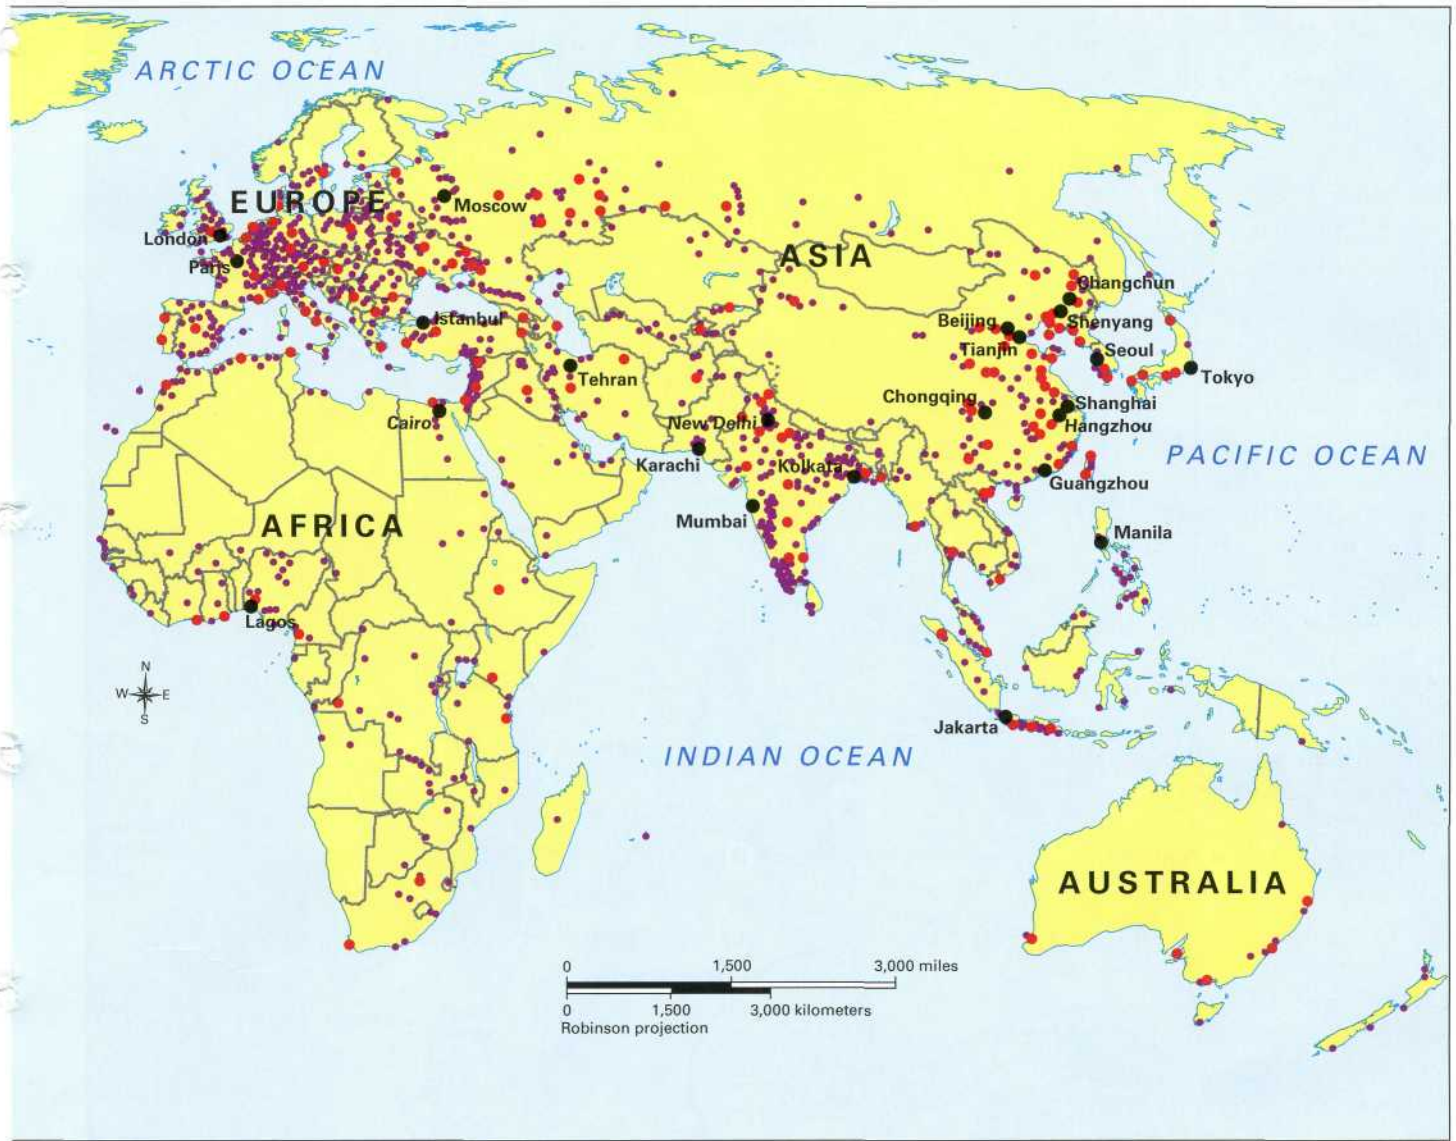 ARCTIC OCEAN
EUROPE
Moscow
London
Paris
ASIA
Changchun
Istanbul
Beijing
Shenyang
Tianjin
Seoul
Tehran
Tokyo
Chongqing
Shanghai
Cairo
New Delhi
Hangzhou
PACIFIC OCEAN
Karachi
Kolkata
Guangzhou
Mumbai
AFRICA
Manila
Lagos
N
W E
S
Jakarta
INDIAN OCEAN
AUSTRALIA
0 1,500 3,000 miles
0 1,500 3,000 kilometers
Robinson projection